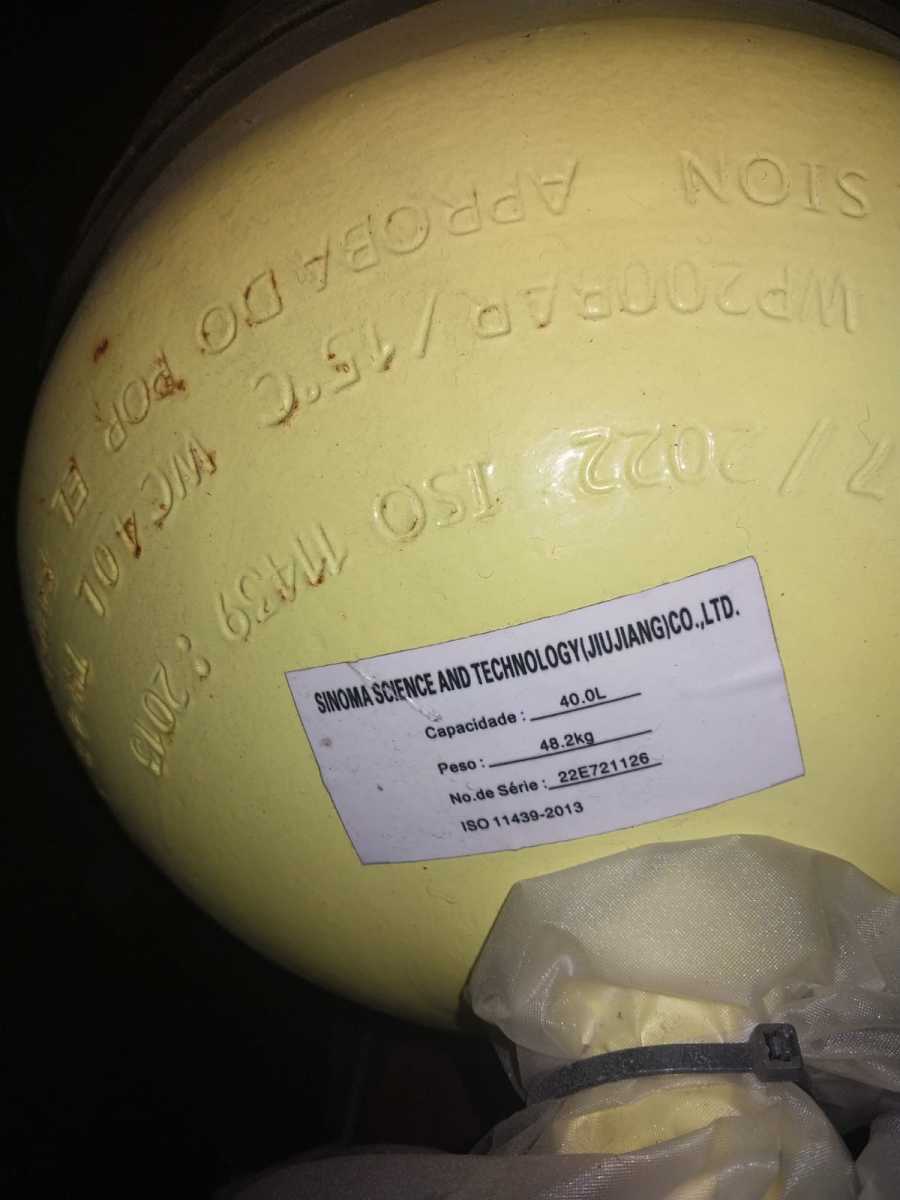 7/2022 ISO 11439:2013
WP200BAR/15°C WC40L
SION APROBADO POR EL
SINOMA SCIENCE AND TECHNOLOGY(JIUJIANG)CO.,LTD.
Capacidade : 40.0L
Peso : 48.2kg
No.de Série : 22E721126
ISO 11439-2013